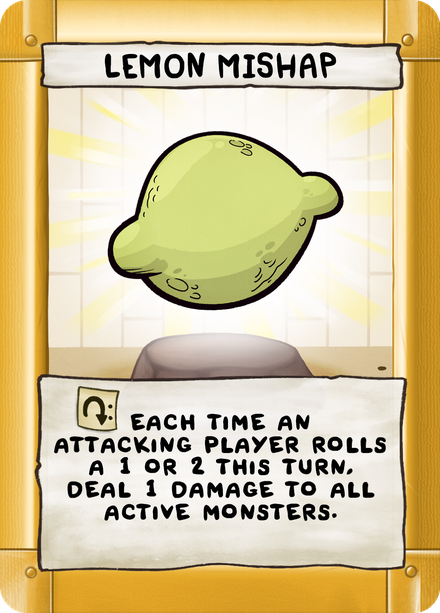 LEMON MISHAP
: EACH TIME AN
ATTACKING PLAYER ROLLS
A 1 OR 2 THIS TURN,
DEAL 1 DAMAGE TO ALL
ACTIVE MONSTERS.